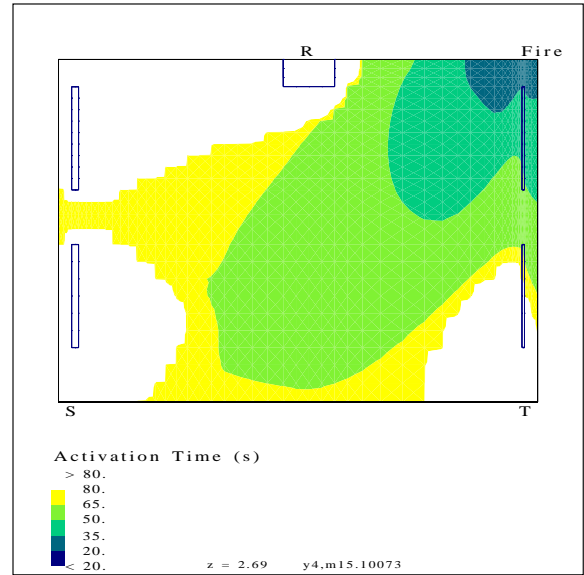 R Fire
S T
Activation Time (s)
> 80.
80.
65.
50.
35.
20.
< 20.
z = 2.69 y4,m15.10073